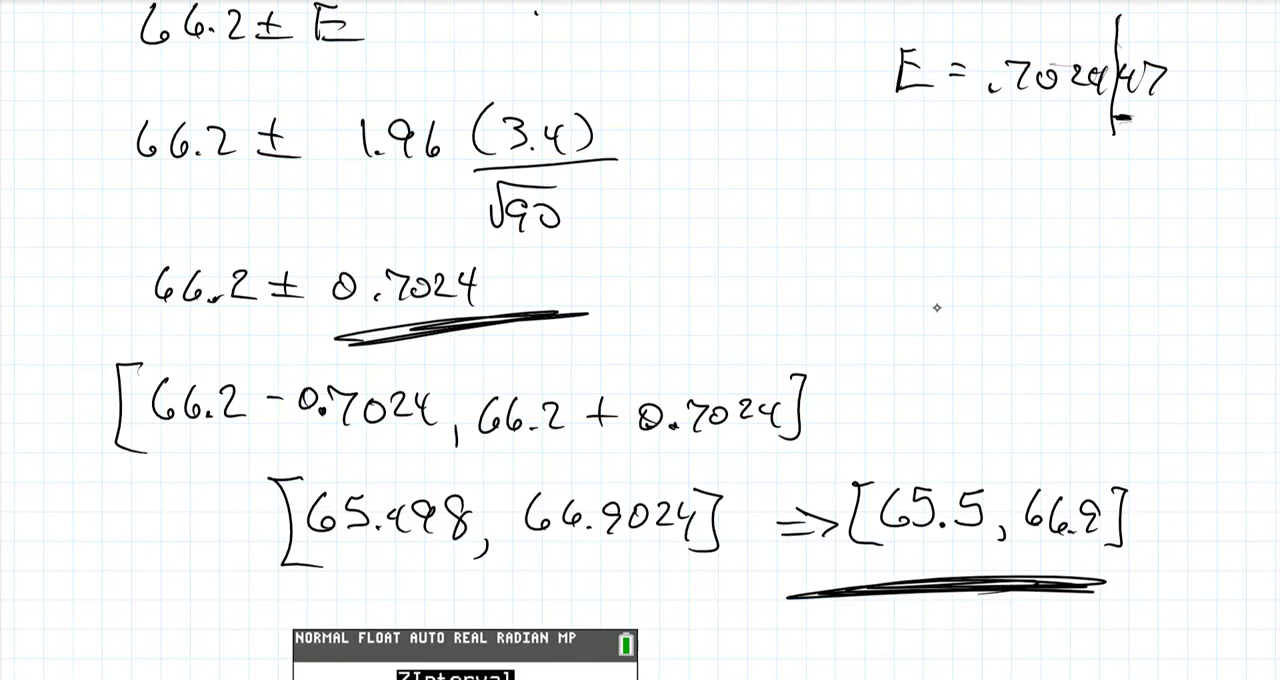 66.2 ± E
E = .7024|47
66.2 ± 1.96 (3.4)
√90
66.2 ± 0.7024
[66.2 - 0.7024, 66.2 + 0.7024]
[65.498, 66.9024] ⇒ [65.5, 66.9]
NORMAL FLOAT AUTO REAL RADIAN MP
ZInterval